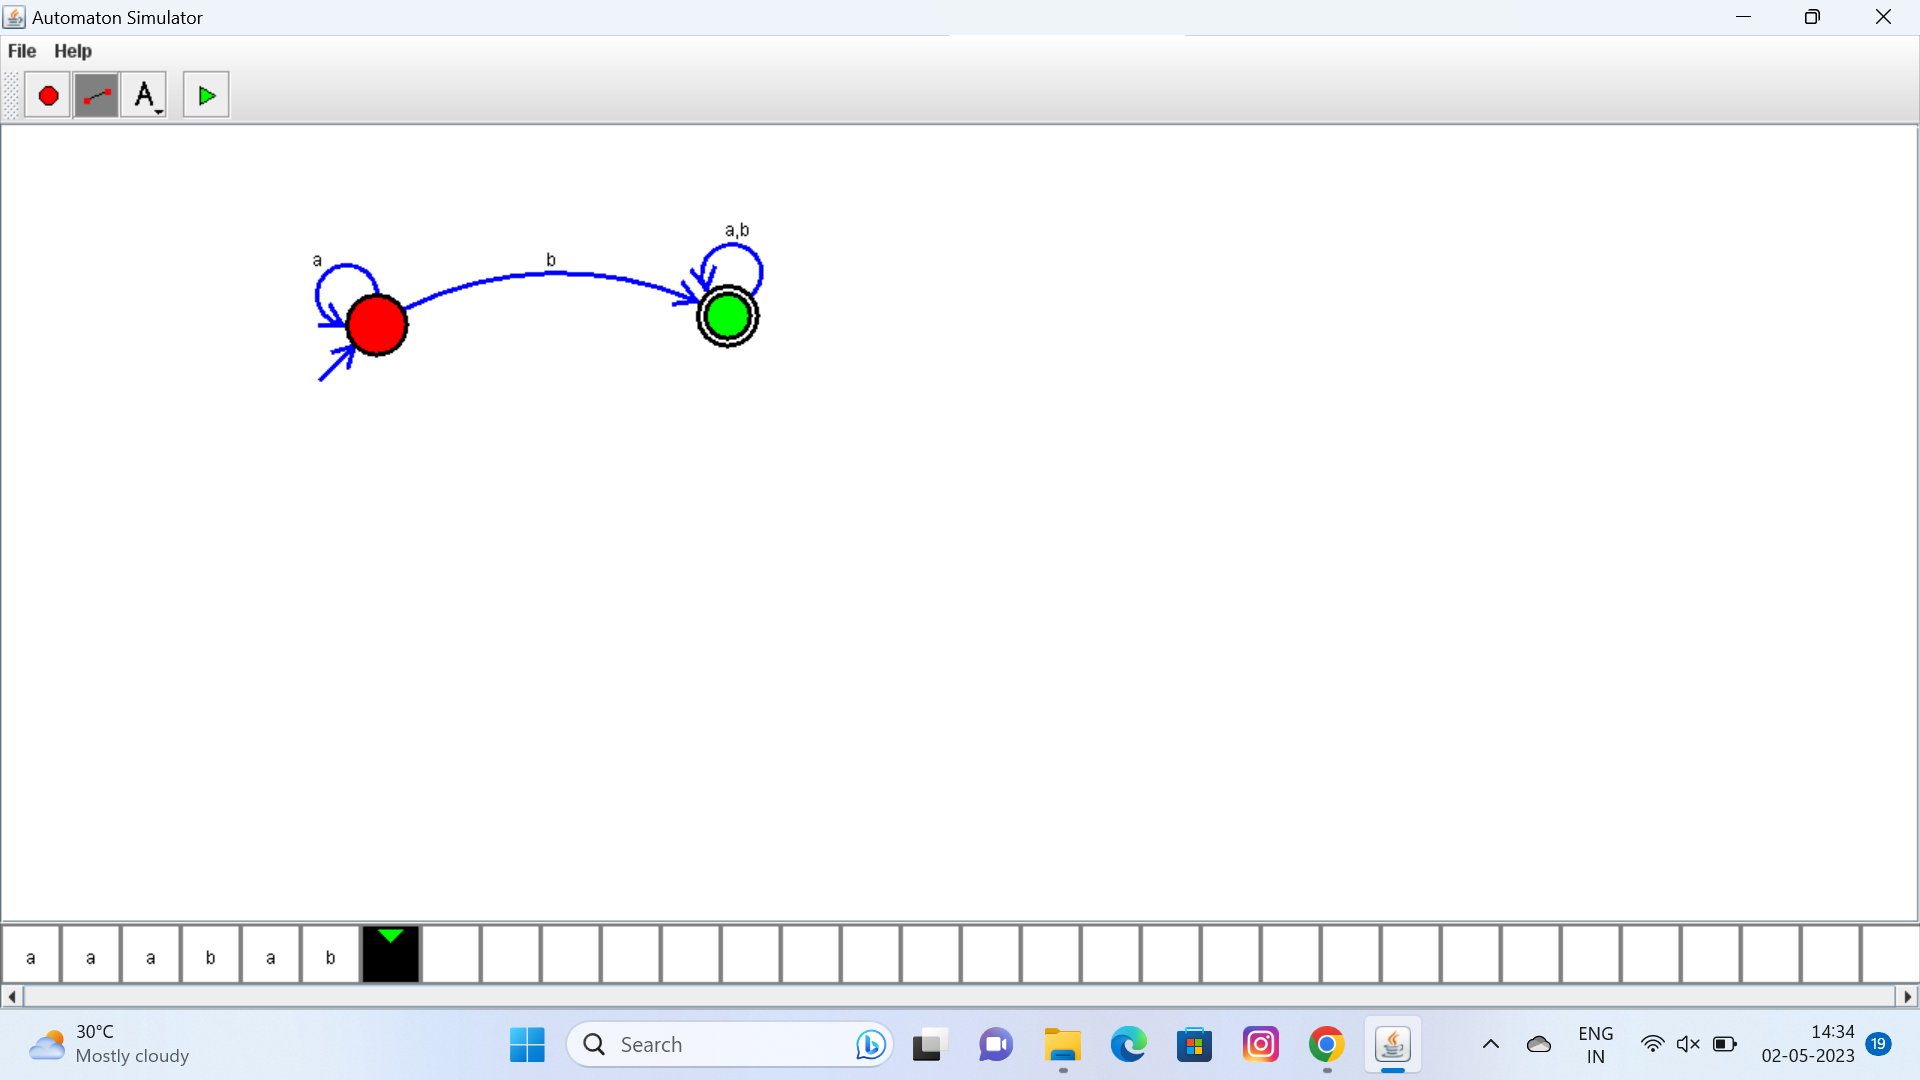 Automaton Simulator
File Help
A
a,b
a
b
a a a b a b
30°C
Mostly cloudy
Search
ENG
IN
14:34
02-05-2023
19